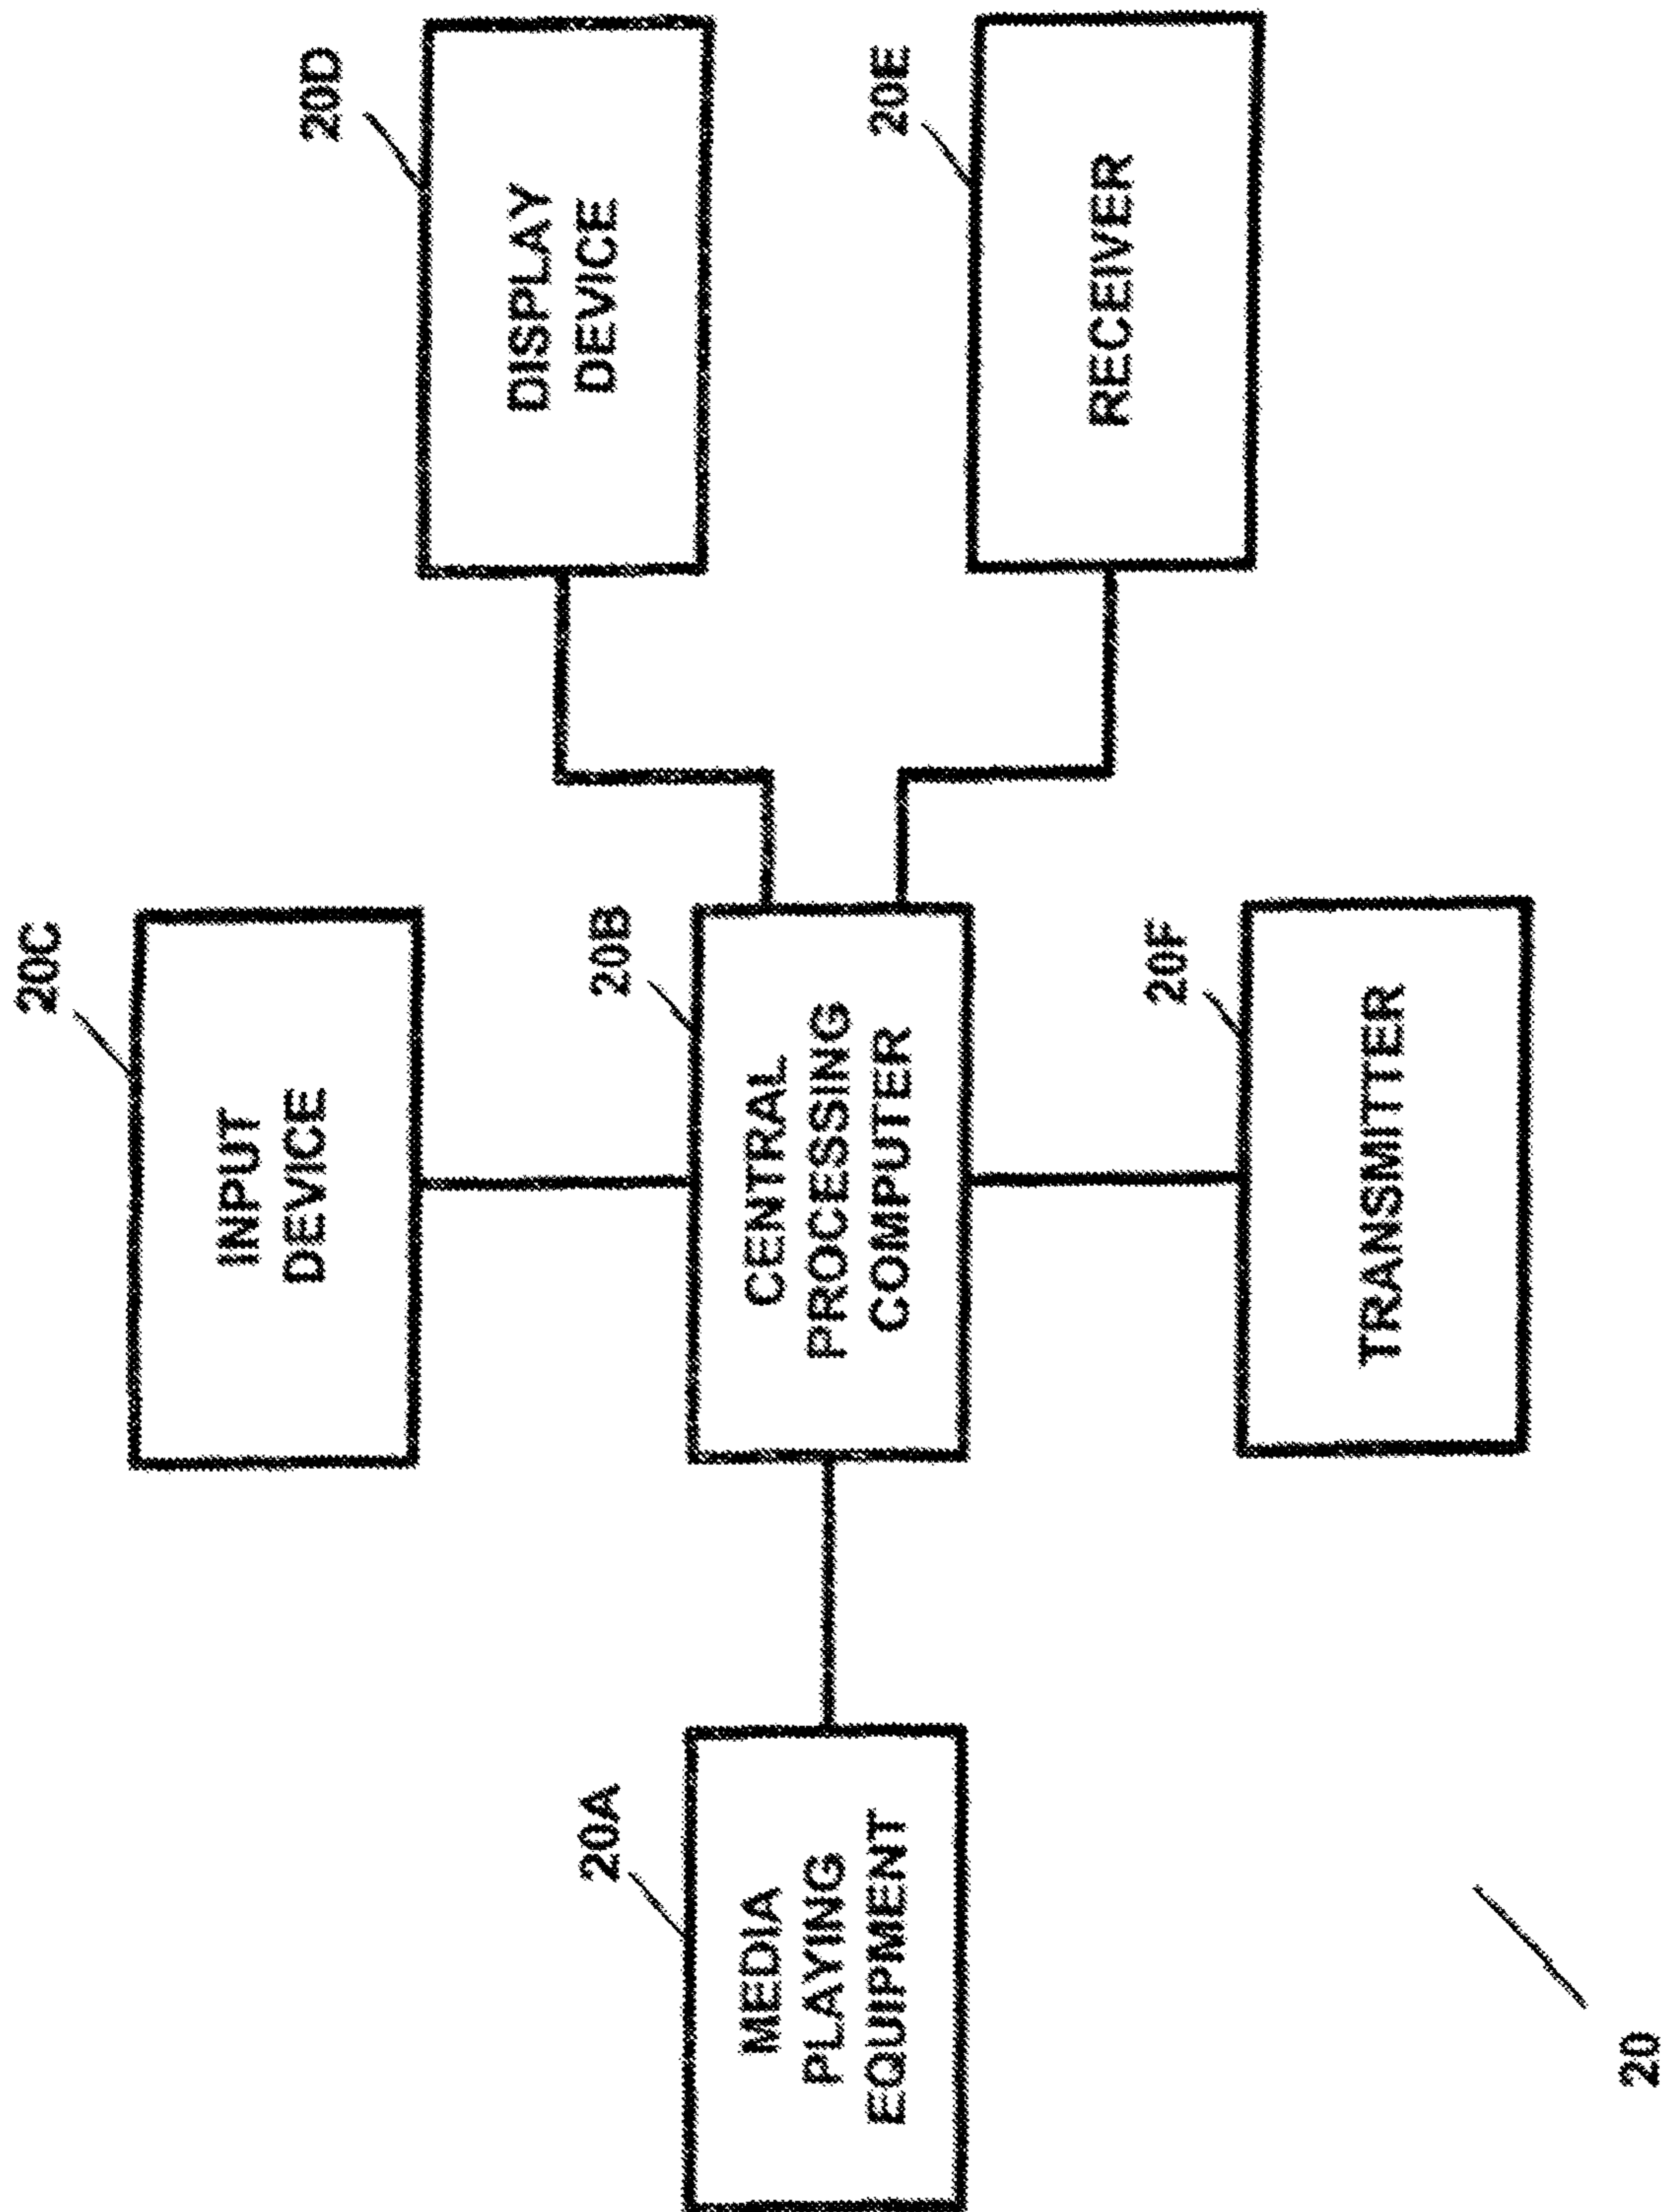 20C
INPUT
DEVICE
20D
DISPLAY
DEVICE
20A
MEDIA
PLAYING
EQUIPMENT
20B
CENTRAL
PROCESSING
COMPUTER
20E
RECEIVER
20F
TRANSMITTER
20